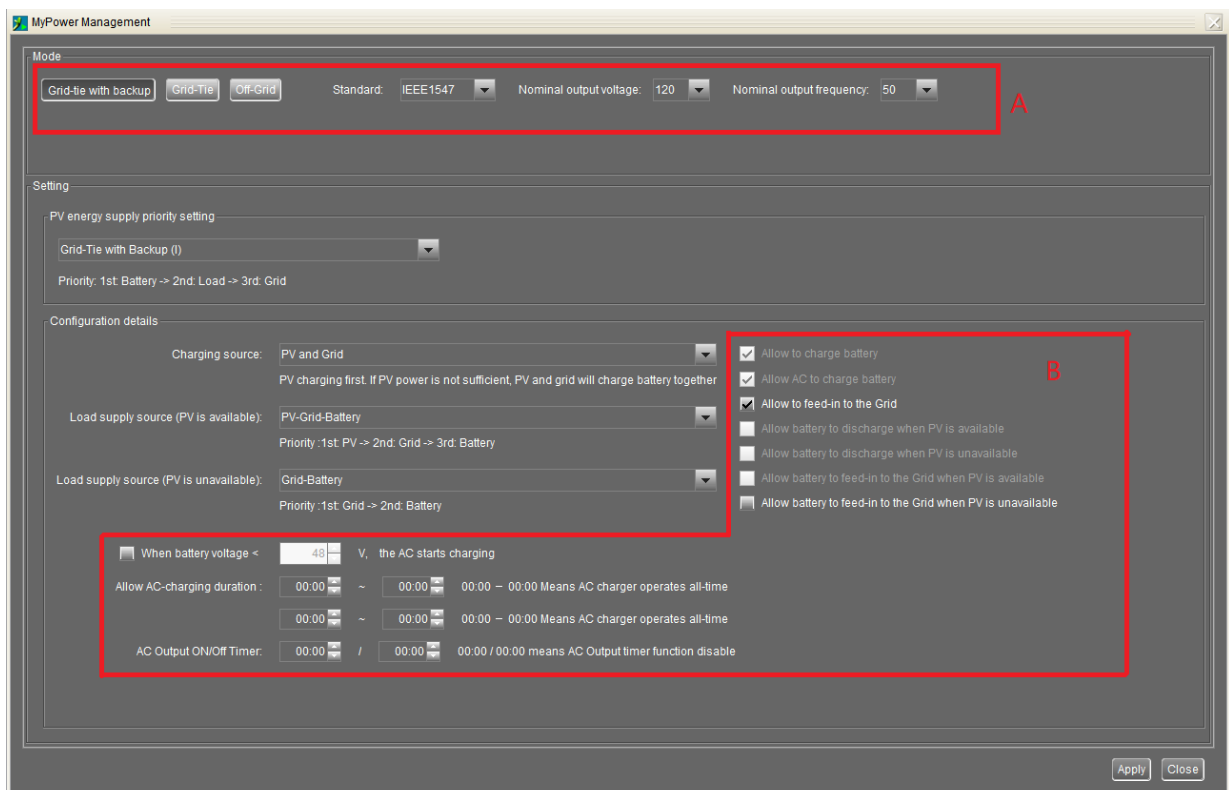 MyPower Management
Mode
Grid-tie with backup Grid-Tie Off-Grid Standard: IEEE1547 Nominal output voltage: 120 Nominal output frequency: 50
A
Setting
PV energy supply priority setting
Grid-Tie with Backup (I)
Priority: 1st: Battery -> 2nd: Load -> 3rd: Grid
Configuration details
Charging source: PV and Grid
PV charging first. If PV power is not sufficient, PV and grid will charge battery together
Load supply source (PV is available): PV-Grid-Battery
Priority :1st: PV -> 2nd: Grid -> 3rd: Battery
Load supply source (PV is unavailable): Grid-Battery
Priority :1st: Grid -> 2nd: Battery
Allow to charge battery
B
Allow AC to charge battery
Allow to feed-in to the Grid
Allow battery to discharge when PV is available
Allow battery to discharge when PV is unavailable
Allow battery to feed-in to the Grid when PV is available
Allow battery to feed-in to the Grid when PV is unavailable
When battery voltage < 48 V, the AC starts charging
Allow AC-charging duration : 00:00 ~ 00:00 00:00 – 00:00 Means AC charger operates all-time
00:00 ~ 00:00 00:00 – 00:00 Means AC charger operates all-time
AC Output ON/Off Timer: 00:00 / 00:00 00:00 / 00:00 means AC Output timer function disable
Apply Close